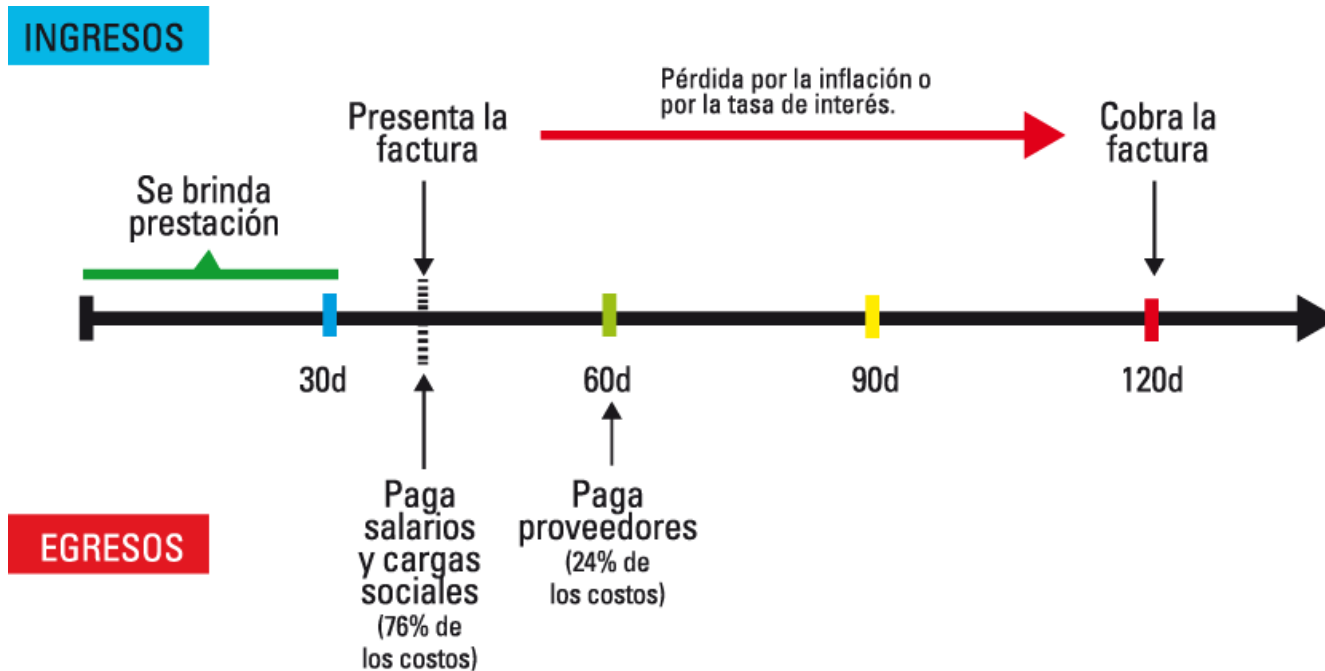 INGRESOS
Pérdida por la inflación o
por la tasa de interés.
Presenta la
factura
Cobra la
factura
Se brinda
prestación
30d
60d
90d
120d
Paga
salarios
y cargas
sociales
(76% de
los costos)
Paga
proveedores
(24% de
los costos)
EGRESOS